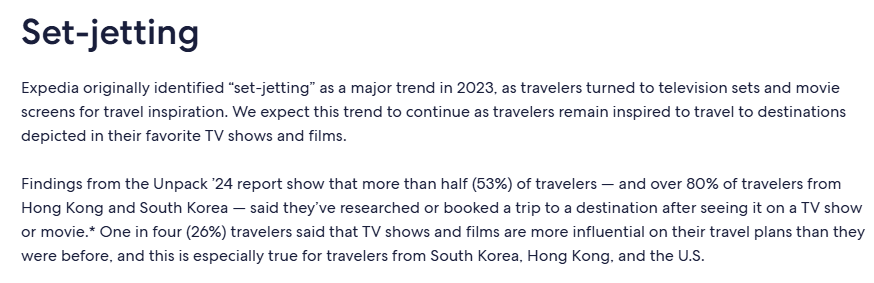 Set-jetting
Expedia originally identified “set-jetting” as a major trend in 2023, as travelers turned to television sets and movie
screens for travel inspiration. We expect this trend to continue as travelers remain inspired to travel to destinations
depicted in their favorite TV shows and films.
Findings from the Unpack ’24 report show that more than half (53%) of travelers — and over 80% of travelers from
Hong Kong and South Korea — said they’ve researched or booked a trip to a destination after seeing it on a TV show
or movie.* One in four (26%) travelers said that TV shows and films are more influential on their travel plans than they
were before, and this is especially true for travelers from South Korea, Hong Kong, and the U.S.